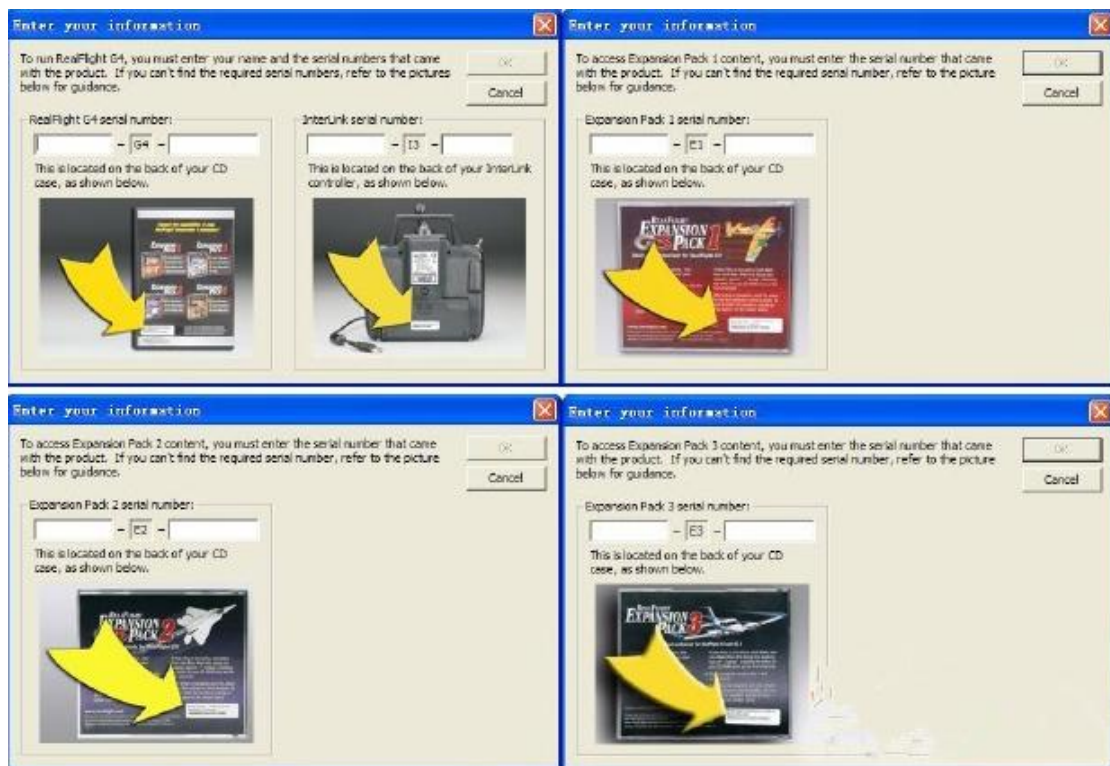 Enter your information
To run RealFlight G4, you must enter your name and the serial numbers that came
with the product. If you can't find the required serial numbers, refer to the pictures
below for guidance.
OK
Cancel
RealFlight G4 serial number:
- G4 -
This is located on the back of your CD
case, as shown below.
InterLink serial number:
- I3 -
This is located on the back of your InterLink
controller, as shown below.
Enter your information
To access Expansion Pack 1 content, you must enter the serial number that came
with the product. If you can't find the required serial number, refer to the picture
below for guidance.
OK
Cancel
Expansion Pack 1 serial number:
- E1 -
This is located on the back of your CD
case, as shown below.
REALFLIGHT
EXPANSION
PACK 1
Enter your information
To access Expansion Pack 2 content, you must enter the serial number that came
with the product. If you can't find the required serial number, refer to the picture
below for guidance.
OK
Cancel
Expansion Pack 2 serial number:
- E2 -
This is located on the back of your CD
case, as shown below.
EXPANSION
PACK 2
Enter your information
To access Expansion Pack 3 content, you must enter the serial number that came
with the product. If you can't find the required serial number, refer to the picture
below for guidance.
OK
Cancel
Expansion Pack 3 serial number:
- E3 -
This is located on the back of your CD
case, as shown below.
REALFLIGHT
EXPANSION
PACK 3